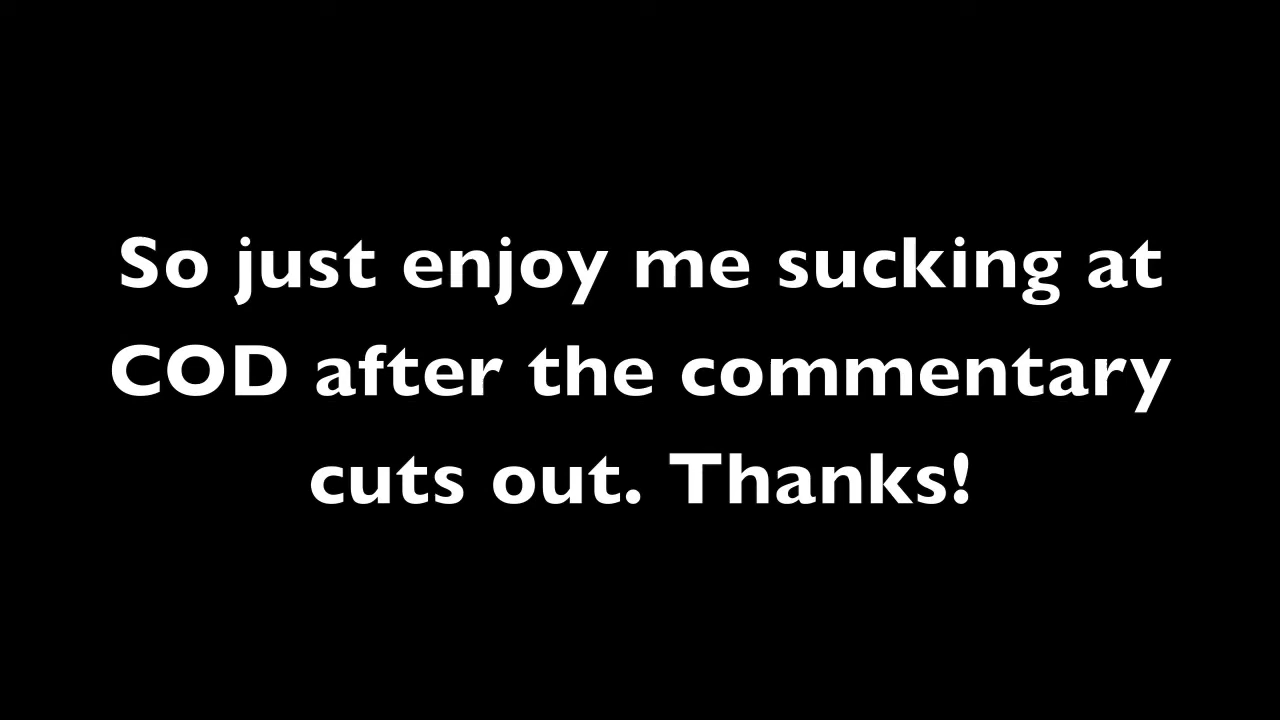 So just enjoy me sucking at
COD after the commentary
cuts out. Thanks!